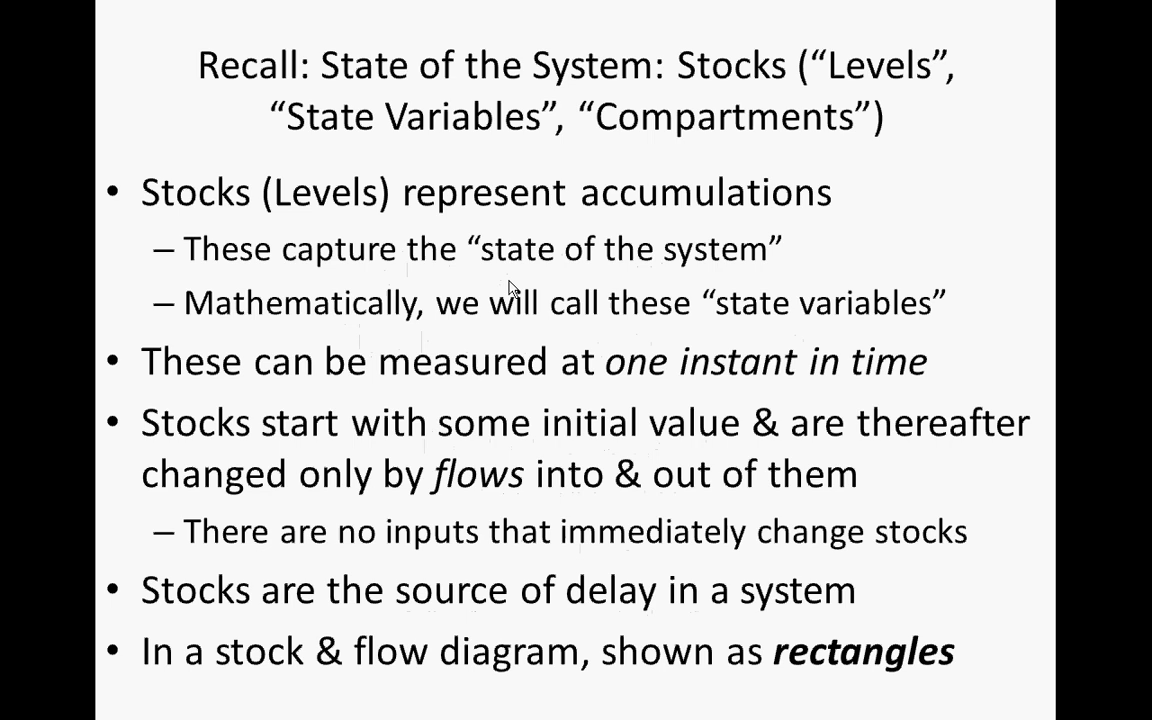 Recall: State of the System: Stocks (“Levels”,
“State Variables”, “Compartments”)
• Stocks (Levels) represent accumulations
– These capture the “state of the system”
– Mathematically, we will call these “state variables”
• These can be measured at one instant in time
• Stocks start with some initial value & are thereafter
changed only by flows into & out of them
– There are no inputs that immediately change stocks
• Stocks are the source of delay in a system
• In a stock & flow diagram, shown as rectangles